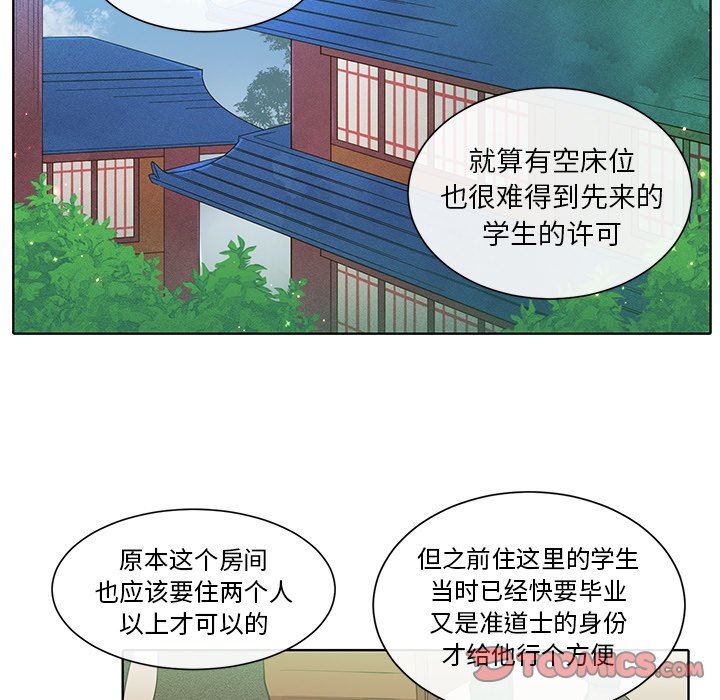 就算有空床位
也很难得到先来的
学生的许可
原本这个房间
也应该要住两个人
以上才可以的
但之前住这里的学生
当时已经快要毕业
又是准道士的身份
才给他行个方便
TCOMICS.COM